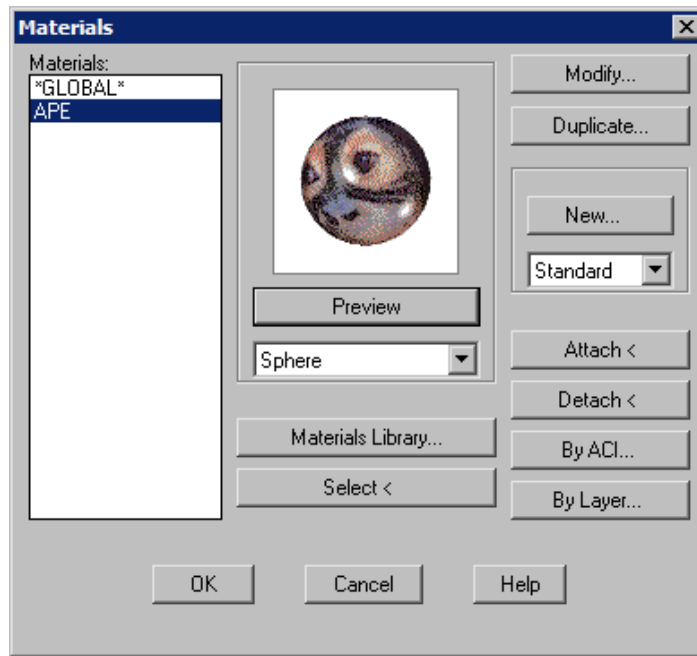 Materials
Materials:
*GLOBAL*
APE
Preview
Sphere
Materials Library...
Select <
Modify...
Duplicate...
New...
Standard
Attach <
Detach <
By ACI...
By Layer...
OK
Cancel
Help